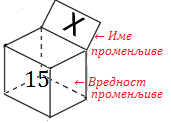 X
← Име
променљиве
15
← Вредност
променљиве